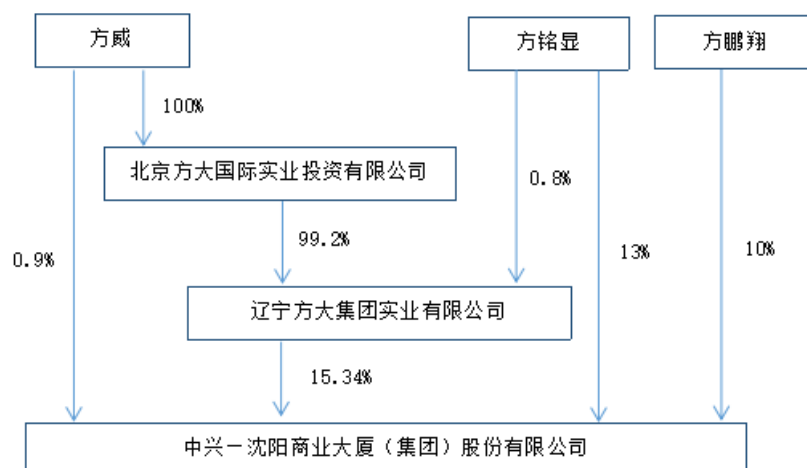 方威
方铭显
方鹏翔
100%
北京方大国际实业投资有限公司
0.8%
99.2%
0.9%
13%
10%
辽宁方大集团实业有限公司
15.34%
中兴－沈阳商业大厦（集团）股份有限公司